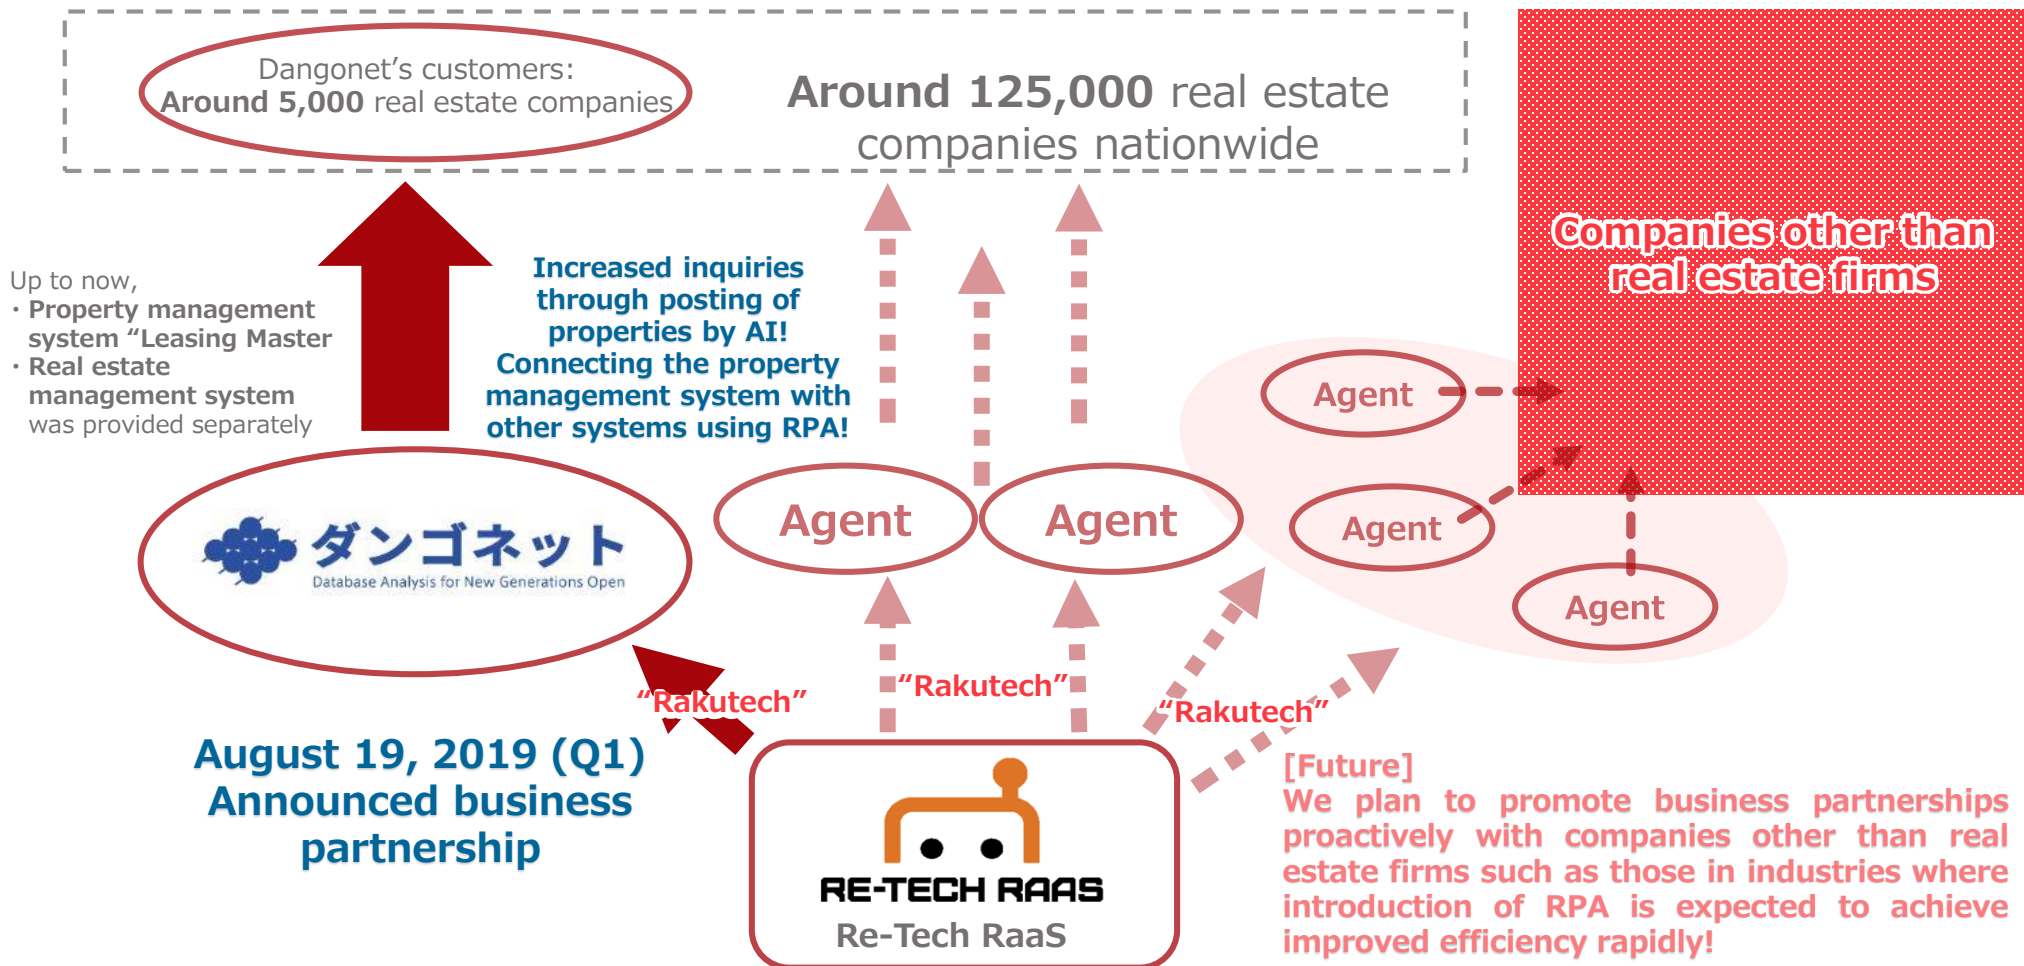 Dangonet's customers:
Around 5,000 real estate companies
Around 125,000 real estate
companies nationwide
Companies other than
real estate firms
Up to now,
・Property management
system “Leasing Master
・Real estate
management system
was provided separately
Increased inquiries
through posting of
properties by AI!
Connecting the property
management system with
other systems using RPA!
Agent
Agent
Agent
Agent
Agent
ダンゴネット
Database Analysis for New Generations Open
“Rakutech”
“Rakutech”
“Rakutech”
August 19, 2019 (Q1)
Announced business
partnership
RE-TECH RAAS
Re-Tech RaaS
[Future]
We plan to promote business partnerships
proactively with companies other than real
estate firms such as those in industries where
introduction of RPA is expected to achieve
improved efficiency rapidly!